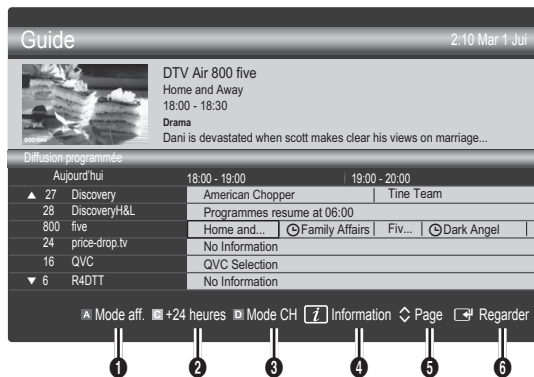 Guide 2:10 Mar 1 Jui
DTV Air 800 five
Home and Away
18:00 - 18:30
Drama
Dani is devastated when scott makes clear his views on marriage...
800 five
Diffusion programmée
Aujourd'hui 18:00 - 19:00 19:00 - 20:00
▲ 27 Discovery American Chopper Tine Team
28 DiscoveryH&L Programmes resume at 06:00
800 five Home and... Family Affairs Fiv... Dark Angel
24 price-drop.tv No Information
16 QVC QVC Selection
▼ 6 R4DTT No Information
A Mode aff. C +24 heures D Mode CH i Information Page Regarder
1 2 3 4 5 6